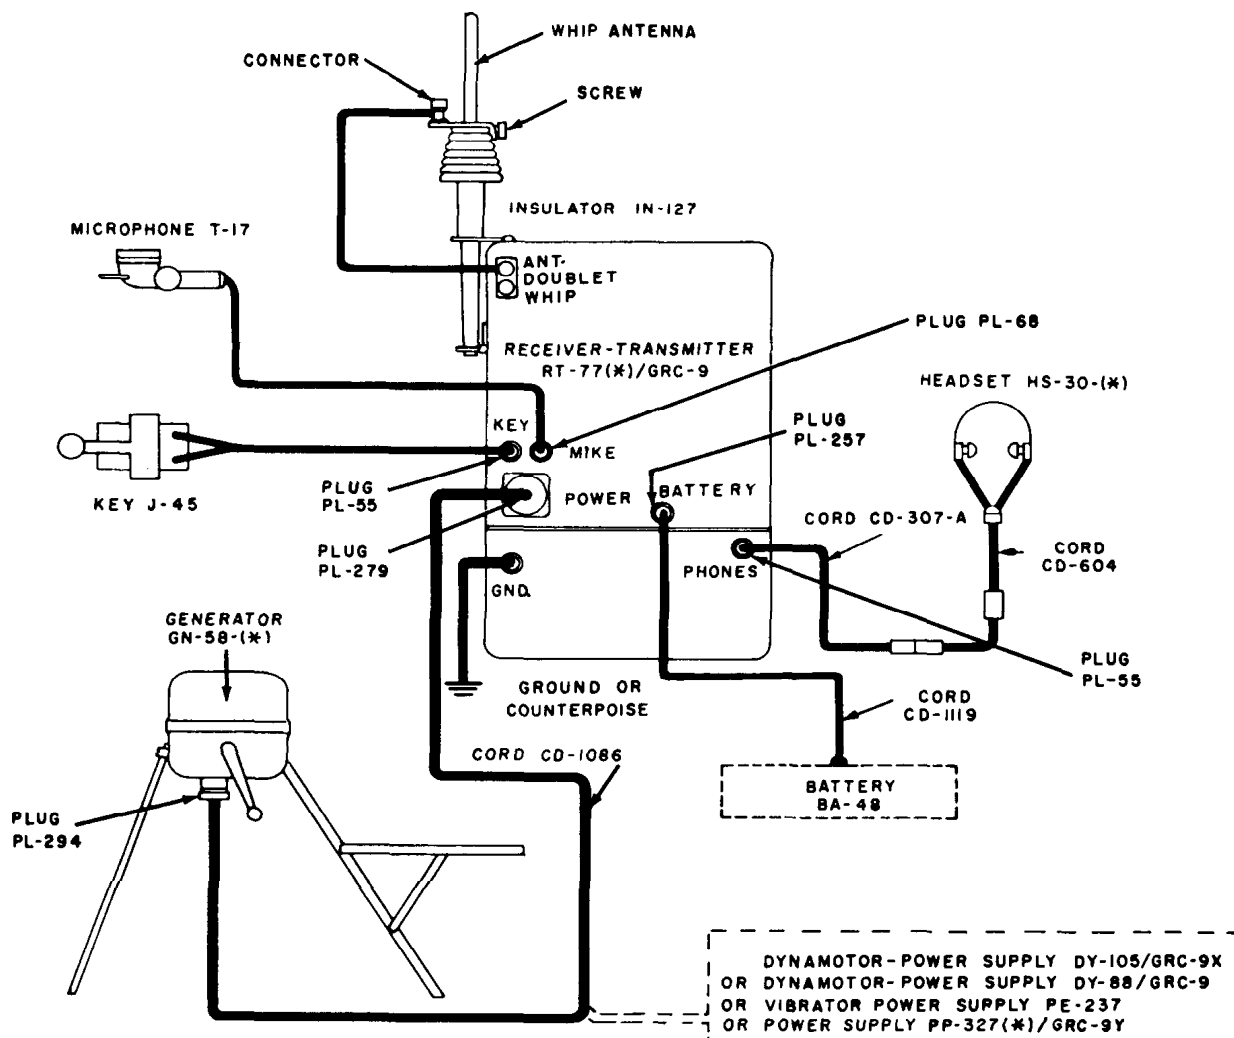 WHIP ANTENNA
CONNECTOR
SCREW
INSULATOR IN-127
MICROPHONE T-17
ANT-
DOUBLET
WHIP
PLUG PL-68
RECEIVER-TRANSMITTER
RT-77(*)/GRC-9
HEADSET HS-30-(*)
KEY
MIKE
PLUG
PL-257
KEY J-45
PLUG
PL-55
POWER
BATTERY
CORD CD-307-A
PLUG
PL-279
CORD
CD-604
PHONES
GND.
GENERATOR
GN-58-(*)
PLUG
PL-55
GROUND OR
COUNTERPOISE
CORD
CD-1119
CORD CD-1086
BATTERY
BA-48
PLUG
PL-294
DYNAMOTOR-POWER SUPPLY DY-105/GRC-9X
OR DYNAMOTOR-POWER SUPPLY DY-88/GRC-9
OR VIBRATOR POWER SUPPLY PE-237
OR POWER SUPPLY PP-327(*)/GRC-9Y